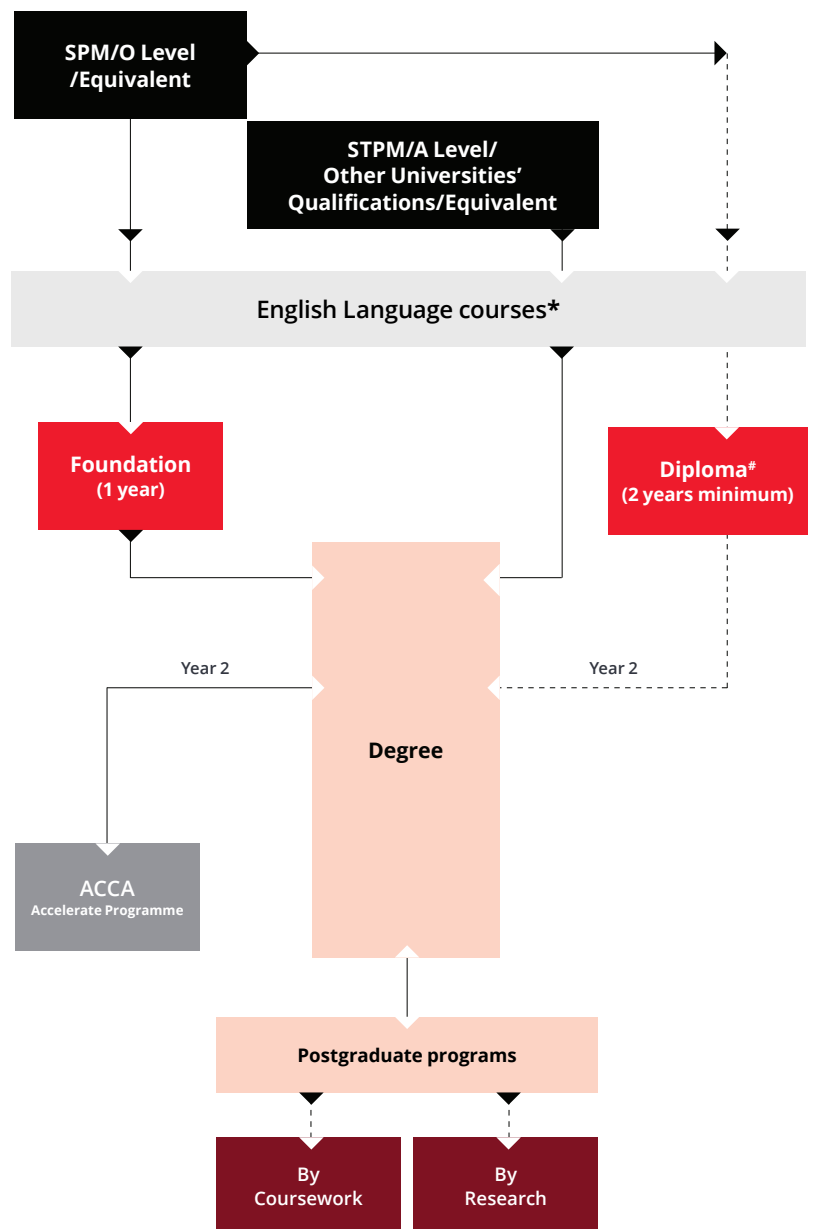 SPM/O Level
/Equivalent
STPM/A Level/
Other Universities’
Qualifications/Equivalent
English Language courses*
Foundation
(1 year)
Diploma#
(2 years minimum)
Year 2
Year 2
Degree
ACCA
Accelerate Programme
Postgraduate programs
By
Coursework
By
Research